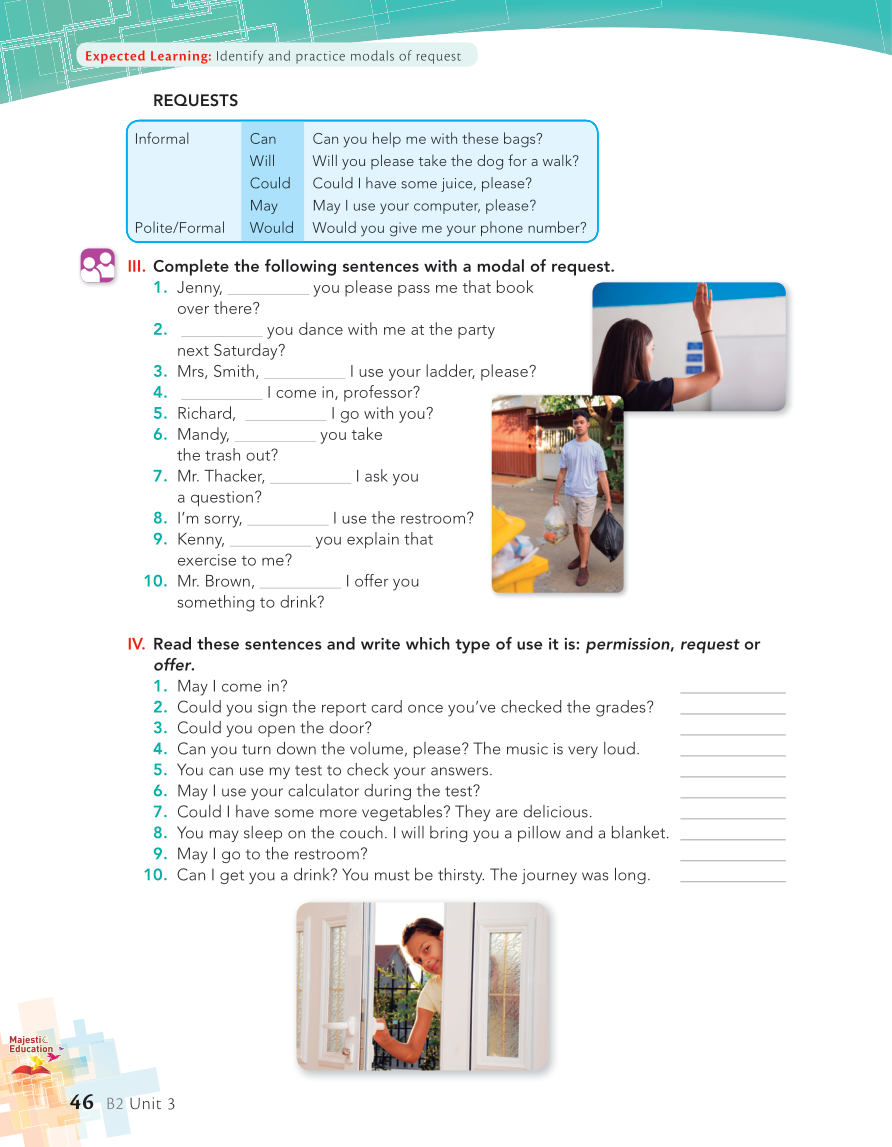 Expected Learning: Identify and practice modals of request
REQUESTS
Informal Can Can you help me with these bags?
Will Will you please take the dog for a walk?
Could Could I have some juice, please?
May May I use your computer, please?
Polite/Formal Would Would you give me your phone number?
III. Complete the following sentences with a modal of request.
1. Jenny, __________ you please pass me that book
over there?
2. __________ you dance with me at the party
next Saturday?
3. Mrs, Smith, __________ I use your ladder, please?
4. __________ I come in, professor?
5. Richard, __________ I go with you?
6. Mandy, __________ you take
the trash out?
7. Mr. Thacker, __________ I ask you
a question?
8. I'm sorry, __________ I use the restroom?
9. Kenny, __________ you explain that
exercise to me?
10. Mr. Brown, __________ I offer you
something to drink?
IV. Read these sentences and write which type of use it is: permission, request or
offer.
1. May I come in? _____________
2. Could you sign the report card once you've checked the grades? _____________
3. Could you open the door? _____________
4. Can you turn down the volume, please? The music is very loud. _____________
5. You can use my test to check your answers. _____________
6. May I use your calculator during the test? _____________
7. Could I have some more vegetables? They are delicious. _____________
8. You may sleep on the couch. I will bring you a pillow and a blanket. _____________
9. May I go to the restroom? _____________
10. Can I get you a drink? You must be thirsty. The journey was long. _____________
Majestic
Education
46 B2 Unit 3